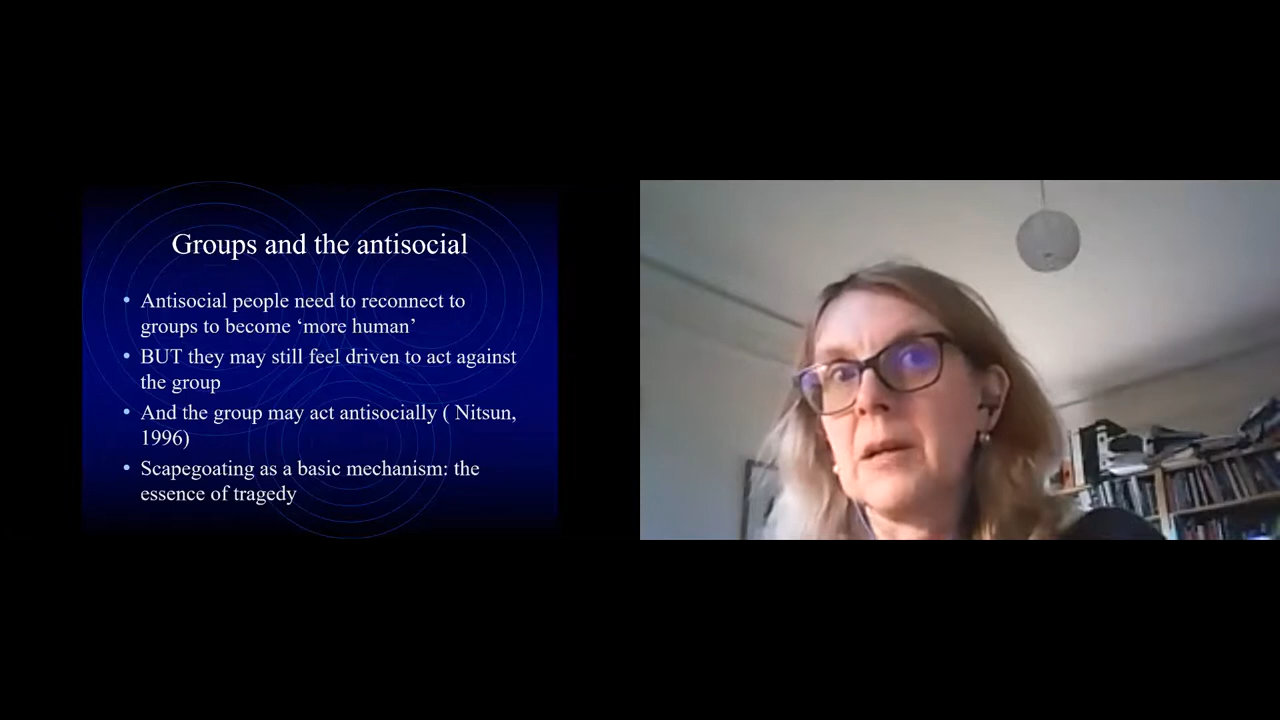 Groups and the antisocial
• Antisocial people need to reconnect to
groups to become ‘more human’
• BUT they may still feel driven to act against
the group
• And the group may act antisocially ( Nitsun,
1996)
• Scapegoating as a basic mechanism: the
essence of tragedy